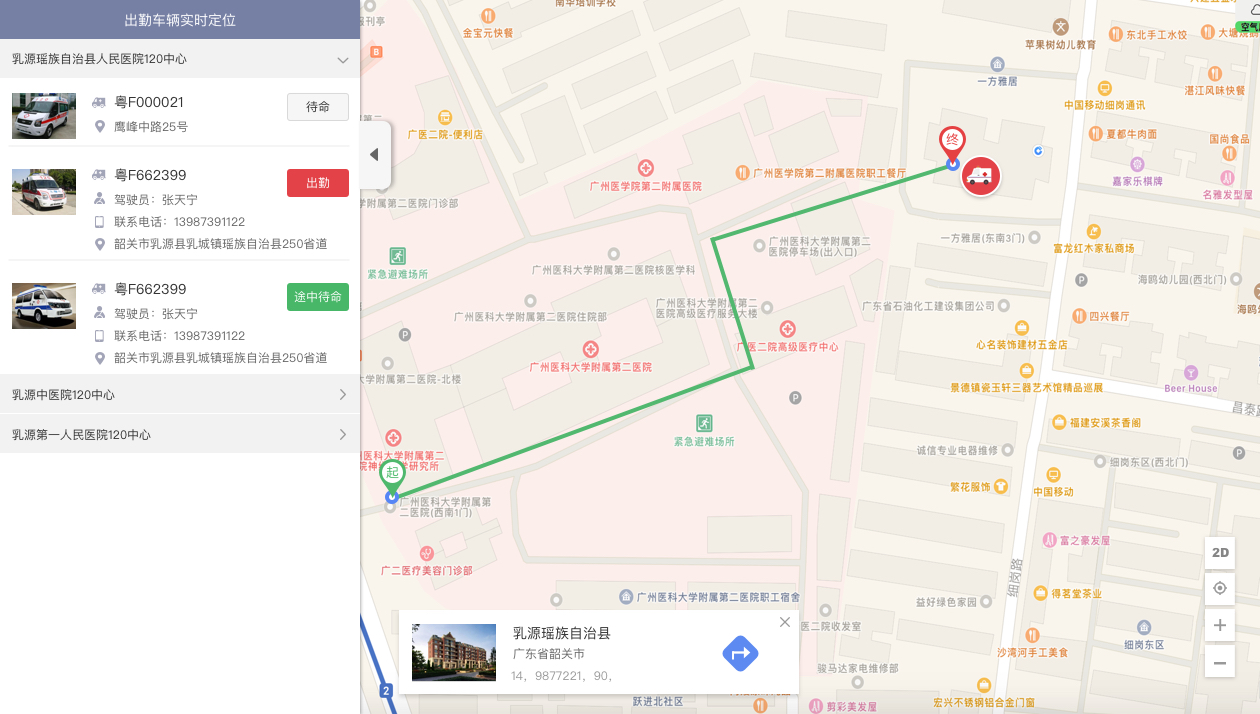 出勤车辆实时定位
乳源瑶族自治县人民医院120中心
粤F000021
待命
鹰峰中路25号
粤F662399
出勤
驾驶员：张天宁
联系电话：13987391122
韶关市乳源县乳城镇瑶族自治县250省道
粤F662399
途中待命
驾驶员：张天宁
联系电话：13987391122
韶关市乳源县乳城镇瑶族自治县250省道
乳源中医院120中心
乳源第一人民医院120中心
南华培训学校
报刊亭
金宝元快餐
B
广医二院-便利店
广州医学院第二附属医院
广州医学院第二附属医院职工餐厅
学附属第二医院门诊部
紧急避难场所
广州医科大学附属第二医院核医学科
广州医科大学附属第二
医院停车场(出入口)
广州医科大学附属第二医院住院部
广州医科大学附属第二
医院高级医疗服务大楼
广医二院高级医疗中心
广州医科大学附属第二医院
大学附属第二医院-北楼
P
P
紧急避难场所
医科大学附属第二
起
终
广州医科大学附属第
二医院(西南1门)
广二医疗美容门诊部
广州医科大学附属第二医院职工宿舍
医二院收发室
骏马达家电维修部
跃进北社区
剪彩美发屋
2
苹果树幼儿教育
一方雅居
东北手工水饺
空气
湛江风味快餐
中国移动细岗通讯
夏都牛肉面
国尚食品
嘉家乐棋牌
名雅发型屋
一方雅居(东南3门)
富龙红木家私商场
P
海鸥幼儿园(西北门)
广东省石油化工建设集团公司
四兴餐厅
心名装饰建材五金店
景德镇瓷玉轩三器艺术馆精品巡展
Beer House
昌泰路
福建安溪茶香阁
诚信专业电器维修
细岗东区(西北门)
P
繁花服饰
中国移动
富之豪发屋
细岗路
得茗堂茶业
益好绿色家园
细岗东区
沙湾河手工美食
宏兴不锈钢铝合金门窗
2D
乳源瑶族自治县
广东省韶关市
14，9877221，90，